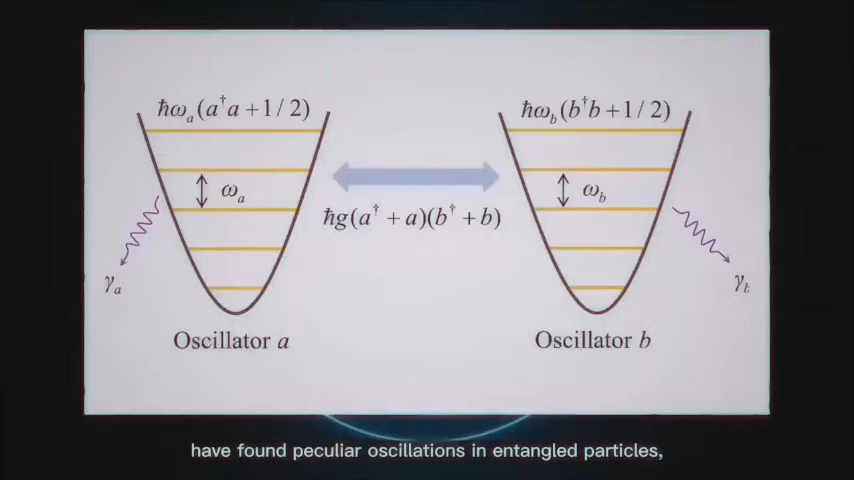 ħω_a(a†a+1/2)
ħω_b(b†b+1/2)
ω_a
ω_b
ħg(a†+a)(b†+b)
γ_a
γ_b
Oscillator a
Oscillator b
have found peculiar oscillations in entangled particles,